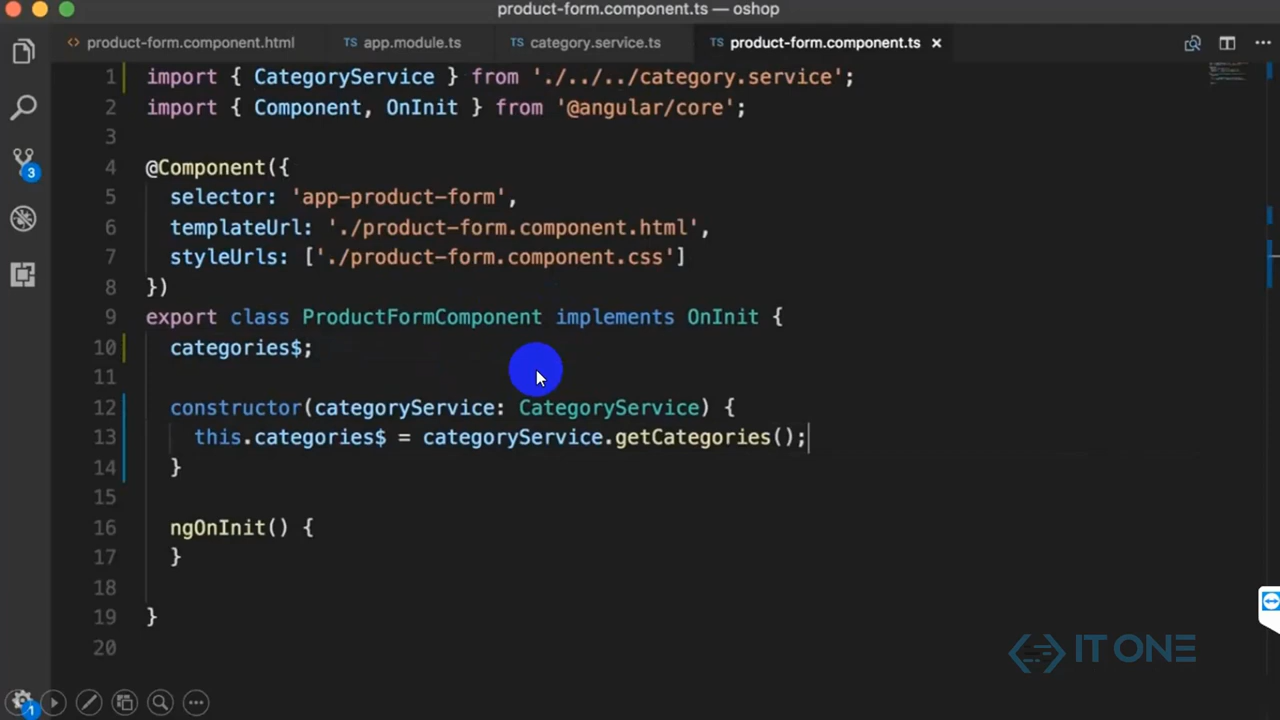 product-form.component.ts — oshop
product-form.component.html
app.module.ts
category.service.ts
product-form.component.ts
1 import { CategoryService } from './../../category.service';
2 import { Component, OnInit } from '@angular/core';
3
4 @Component({
5 selector: 'app-product-form',
6 templateUrl: './product-form.component.html',
7 styleUrls: ['./product-form.component.css']
8 })
9 export class ProductFormComponent implements OnInit {
10 categories$;
11
12 constructor(categoryService: CategoryService) {
13 this.categories$ = categoryService.getCategories();
14 }
15
16 ngOnInit() {
17 }
18
19 }
20
3
1
IT ONE